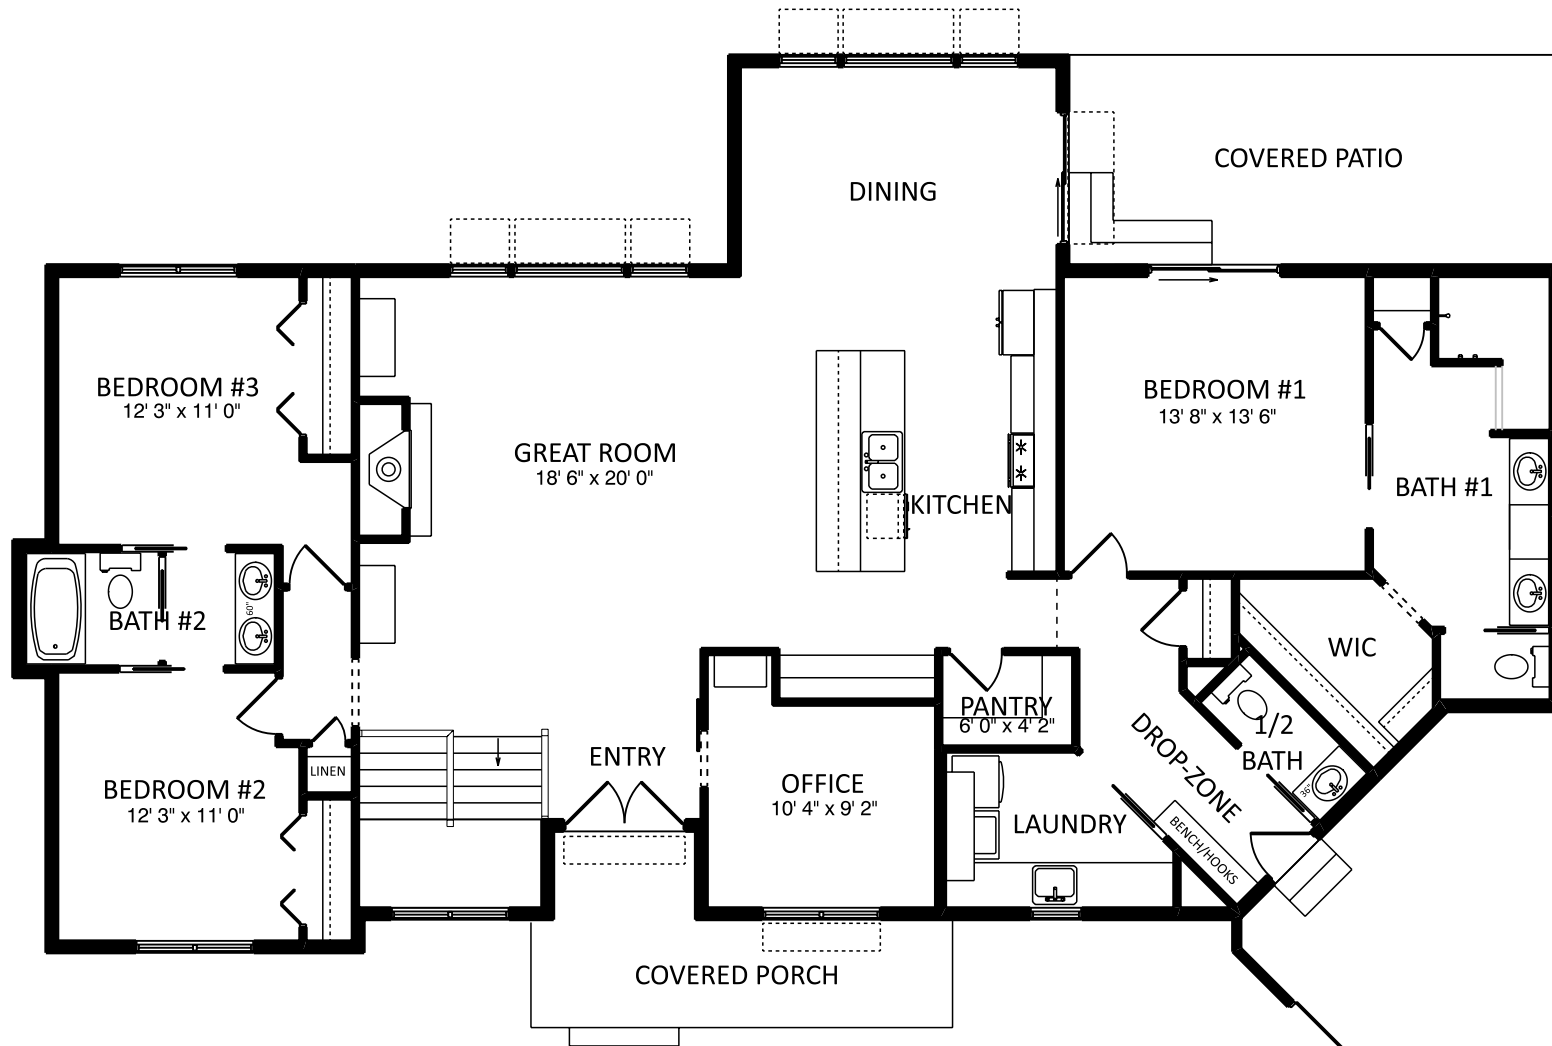 COVERED PATIO
DINING
BEDROOM #3
12' 3" x 11' 0"
BEDROOM #1
13' 8" x 13' 6"
GREAT ROOM
18' 6" x 20' 0"
KITCHEN
BATH #1
BATH #2
60"
WIC
PANTRY
6' 0" x 4' 2"
1/2
BATH
36"
DROP-ZONE
BENCH/HOOKS
ENTRY
LINEN
BEDROOM #2
12' 3" x 11' 0"
OFFICE
10' 4" x 9' 2"
LAUNDRY
COVERED PORCH